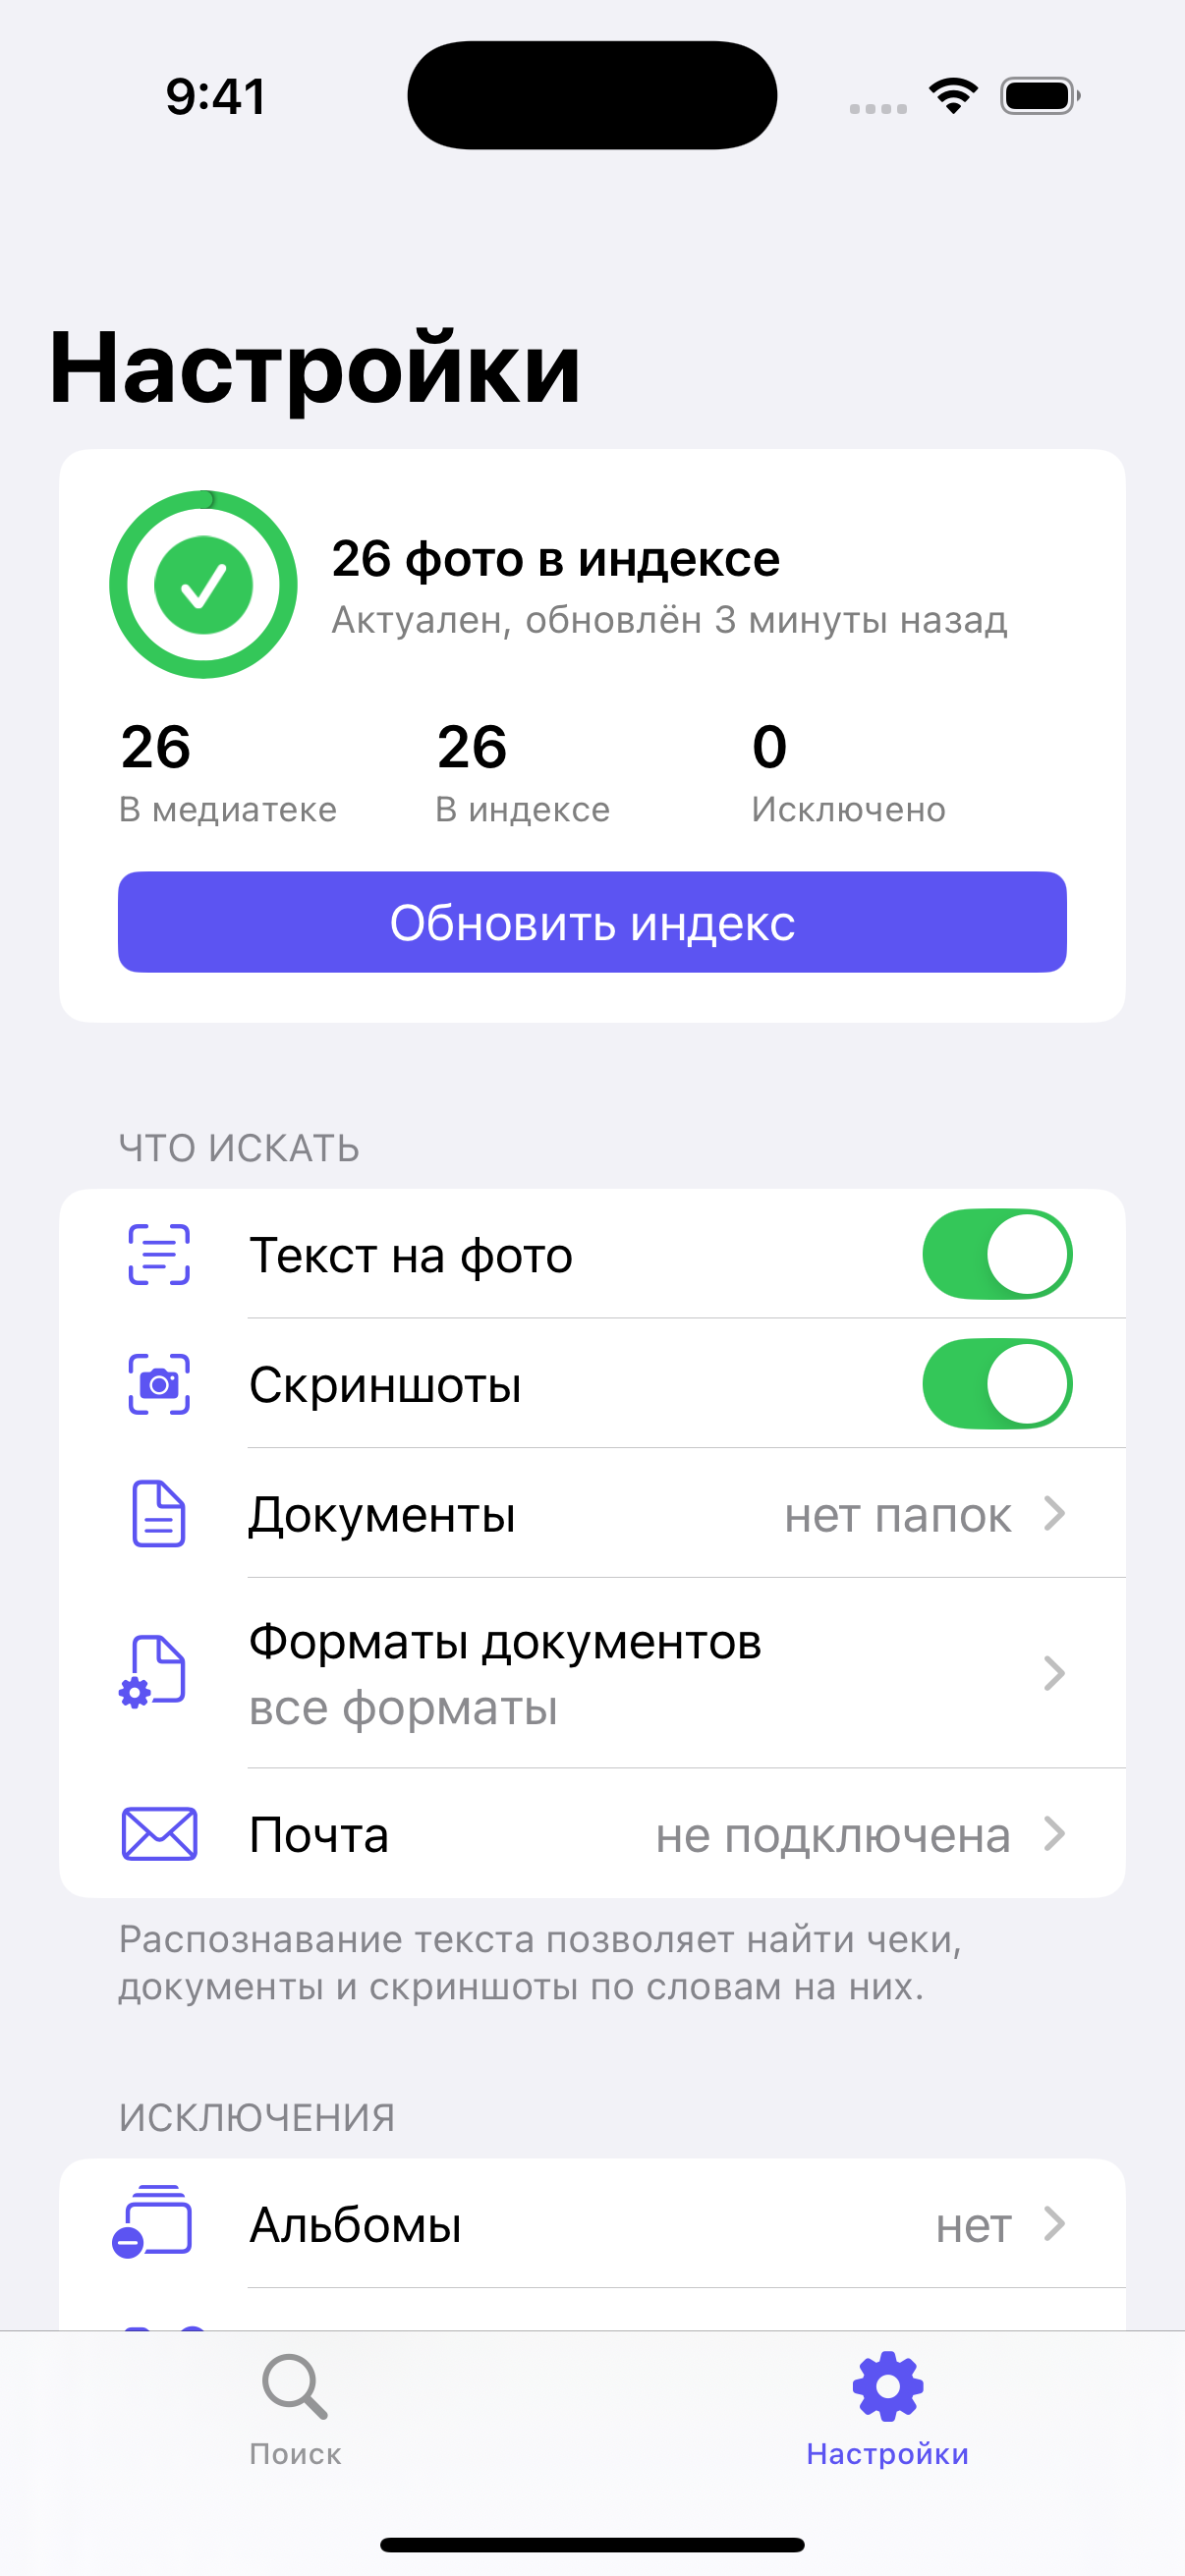 9:41
Настройки
26 фото в индексе
Актуален, обновлён 3 минуты назад
26 26 0
В медиатеке В индексе Исключено
Обновить индекс
ЧТО ИСКАТЬ
Текст на фото
Скриншоты
Документы нет папок
Форматы документов
все форматы
Почта не подключена
Распознавание текста позволяет найти чеки,
документы и скриншоты по словам на них.
ИСКЛЮЧЕНИЯ
Альбомы нет
Поиск Настройки